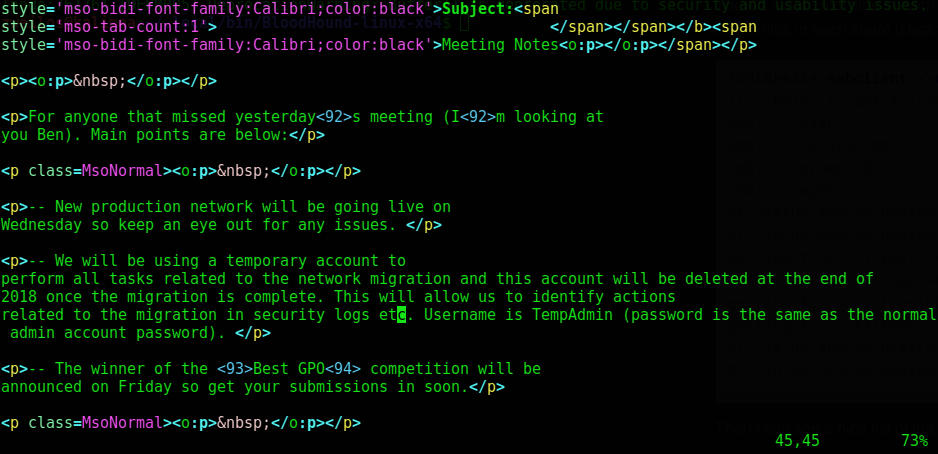 style='mso-bidi-font-family:Calibri;color:black'>Subject:<span
style='mso-tab-count:1'> </span></span></b><span
style='mso-bidi-font-family:Calibri;color:black'>Meeting Notes<o:p></o:p></span></p>
<p><o:p>&nbsp;</o:p></p>
<p>For anyone that missed yesterday<92>s meeting (I<92>m looking at
you Ben). Main points are below:</p>
<p class=MsoNormal><o:p>&nbsp;</o:p></p>
<p>-- New production network will be going live on
Wednesday so keep an eye out for any issues. </p>
<p>-- We will be using a temporary account to
perform all tasks related to the network migration and this account will be deleted at the end of
2018 once the migration is complete. This will allow us to identify actions
related to the migration in security logs etc. Username is TempAdmin (password is the same as the normal
admin account password). </p>
<p>-- The winner of the <93>Best GPO<94> competition will be
announced on Friday so get your submissions in soon.</p>
<p class=MsoNormal><o:p>&nbsp;</o:p></p>
45,45 73%